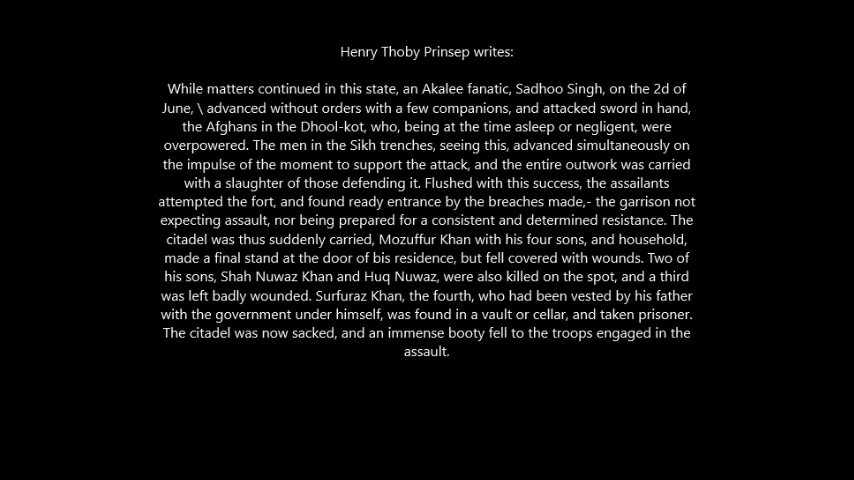 Henry Thoby Prinsep writes:
While matters continued in this state, an Akalee fanatic, Sadhoo Singh, on the 2d of
June, \ advanced without orders with a few companions, and attacked sword in hand,
the Afghans in the Dhool-kot, who, being at the time asleep or negligent, were
overpowered. The men in the Sikh trenches, seeing this, advanced simultaneously on
the impulse of the moment to support the attack, and the entire outwork was carried
with a slaughter of those defending it. Flushed with this success, the assailants
attempted the fort, and found ready entrance by the breaches made,- the garrison not
expecting assault, nor being prepared for a consistent and determined resistance. The
citadel was thus suddenly carried, Mozuffur Khan with his four sons, and household,
made a final stand at the door of bis residence, but fell covered with wounds. Two of
his sons, Shah Nuwaz Khan and Huq Nuwaz, were also killed on the spot, and a third
was left badly wounded. Surfuraz Khan, the fourth, who had been vested by his father
with the government under himself, was found in a vault or cellar, and taken prisoner.
The citadel was now sacked, and an immense booty fell to the troops engaged in the
assault.